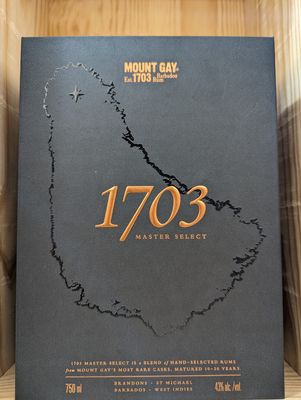 MOUNT GAY®
Est. 1703 Barbados Rum
1703
MASTER SELECT
1703 MASTER SELECT IS a BLEND of HAND-SELECTED RUMS
from MOUNT GAY'S MOST RARE CASKS, MATURED 10-30 YEARS.
750 ml
BRANDONS · ST MICHAEL
BARBADOS · WEST INDIES
43% alc./vol.